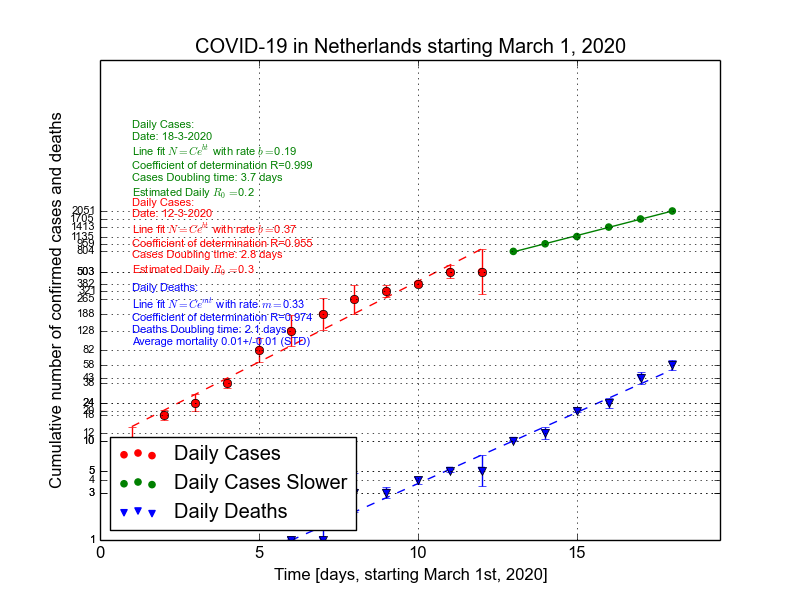 COVID-19 in Netherlands starting March 1, 2020
Cumulative number of confirmed cases and deaths
Daily Cases:
Date: 18-3-2020
Line fit N = Ce^{bt} with rate b = 0.19
Coefficient of determination R=0.999
Cases Doubling time: 3.7 days
Estimated Daily R_0 = 0.2
Daily Cases:
Date: 12-3-2020
Line fit N = Ce^{bt} with rate b = 0.37
Coefficient of determination R=0.955
Cases Doubling time: 2.8 days
Estimated Daily R_0 = 0.3
Daily Deaths:
Line fit N = Ce^{mt} with rate m = 0.33
Coefficient of determination R=0.974
Deaths Doubling time: 2.1 days
Average mortality 0.01+/-0.01 (STD)
2051
1705
1413
1135
959
804
503
382
321
265
188
128
82
58
43
38
24
18
12
10
5
4
3
1
Daily Cases
Daily Cases Slower
Daily Deaths
0 5 10 15
Time [days, starting March 1st, 2020]